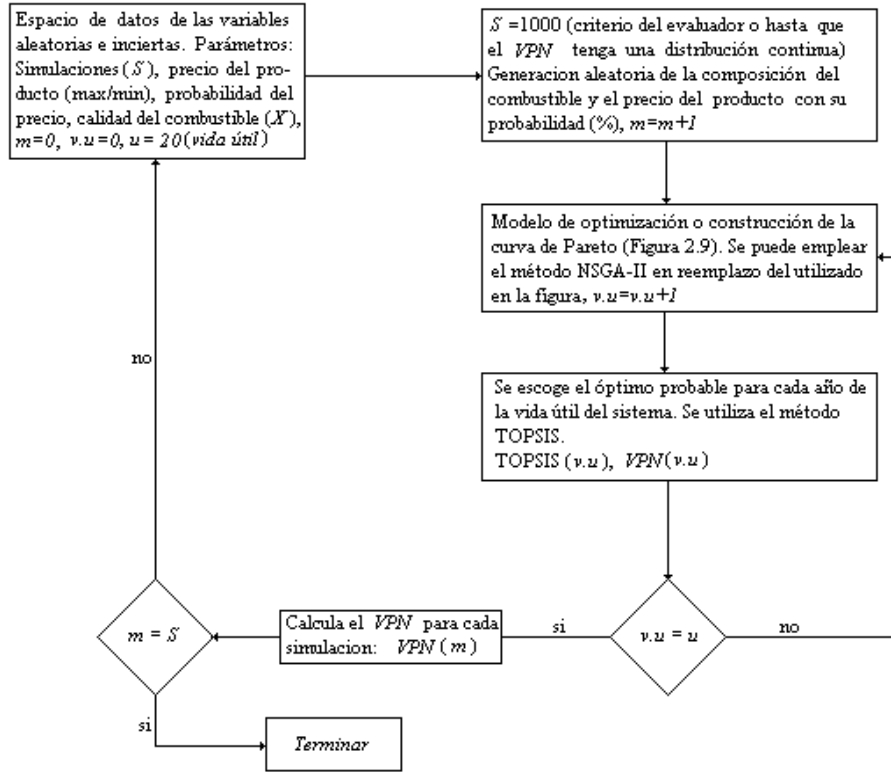 Espacio de datos de las variables
aleatorias e inciertas. Parámetros:
Simulaciones (S), precio del pro-
ducto (max/min), probabilidad del
precio, calidad del combustible (X),
m=0, v.u=0, u = 20(vida útil)
S =1000 (criterio del evaluador o hasta que
el VPN tenga una distribución continua)
Generacion aleatoria de la composición del
combustible y el precio del producto con su
probabilidad (%), m=m+1
Modelo de optimización o construcción de la
curva de Pareto (Figura 2.9). Se puede emplear
el método NSGA-II en reemplazo del utilizado
en la figura, v.u=v.u+1
no
Se escoge el óptimo probable para cada año de
la vida útil del sistema. Se utiliza el método
TOPSIS.
TOPSIS (v.u), VPN(v.u)
m = S
Calcula el VPN para cada
simulacion: VPN(m)
si
v.u = u
no
si
Terminar